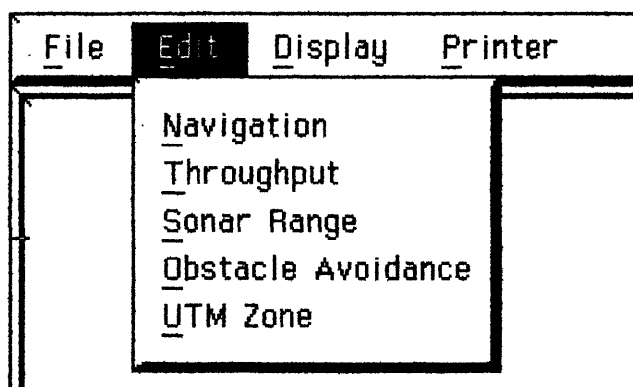 File Edit Display Printer
Navigation
Throughput
Sonar Range
Obstacle Avoidance
UTM Zone